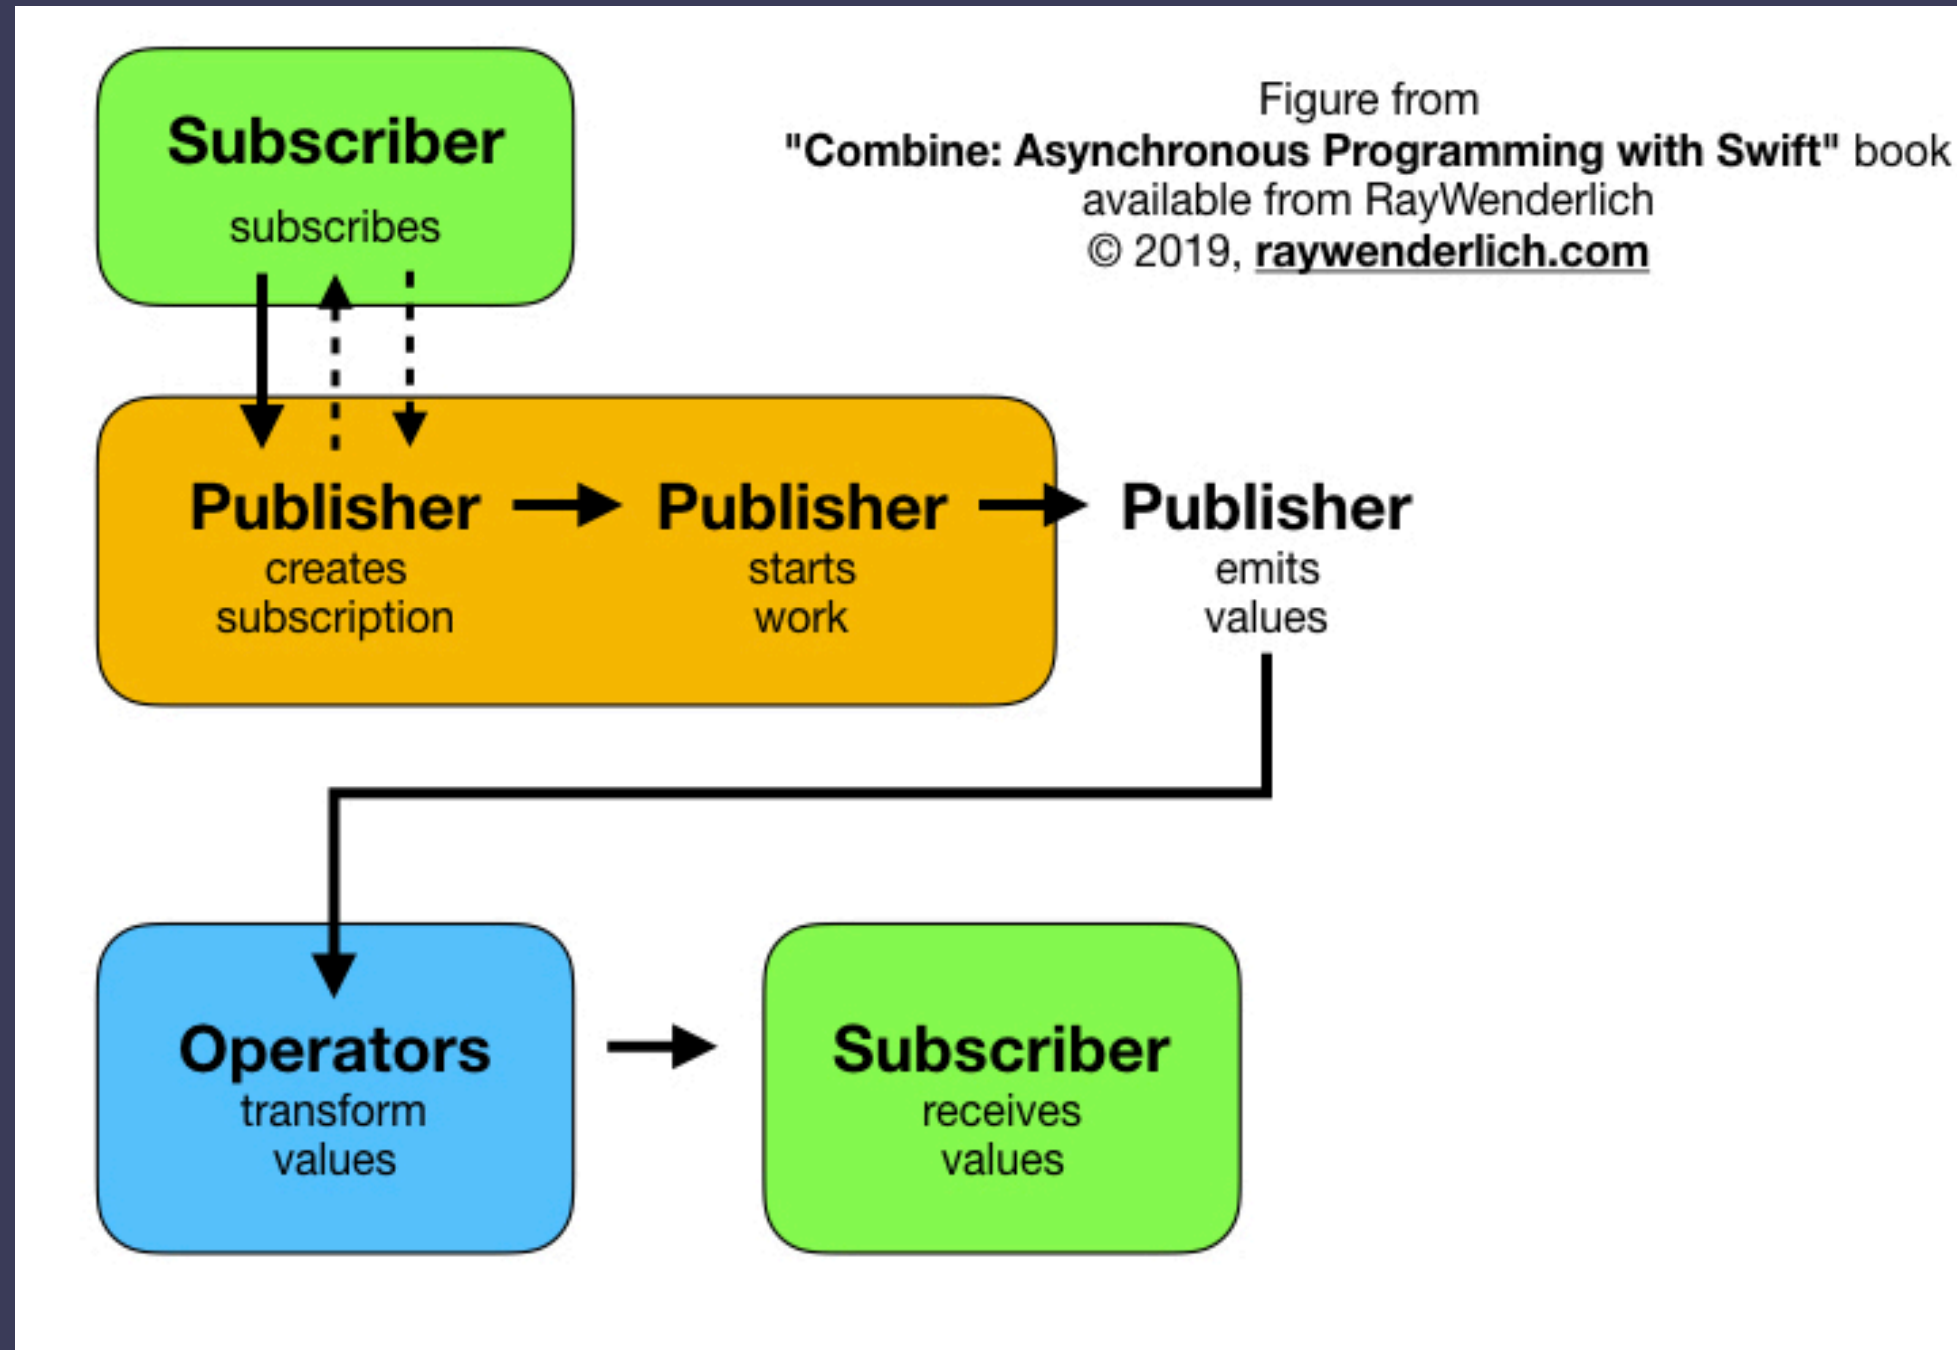 Subscriber
subscribes
Figure from
"Combine: Asynchronous Programming with Swift" book
available from RayWenderlich
© 2019, raywenderlich.com
Publisher
creates
subscription
Publisher
starts
work
Publisher
emits
values
Operators
transform
values
Subscriber
receives
values